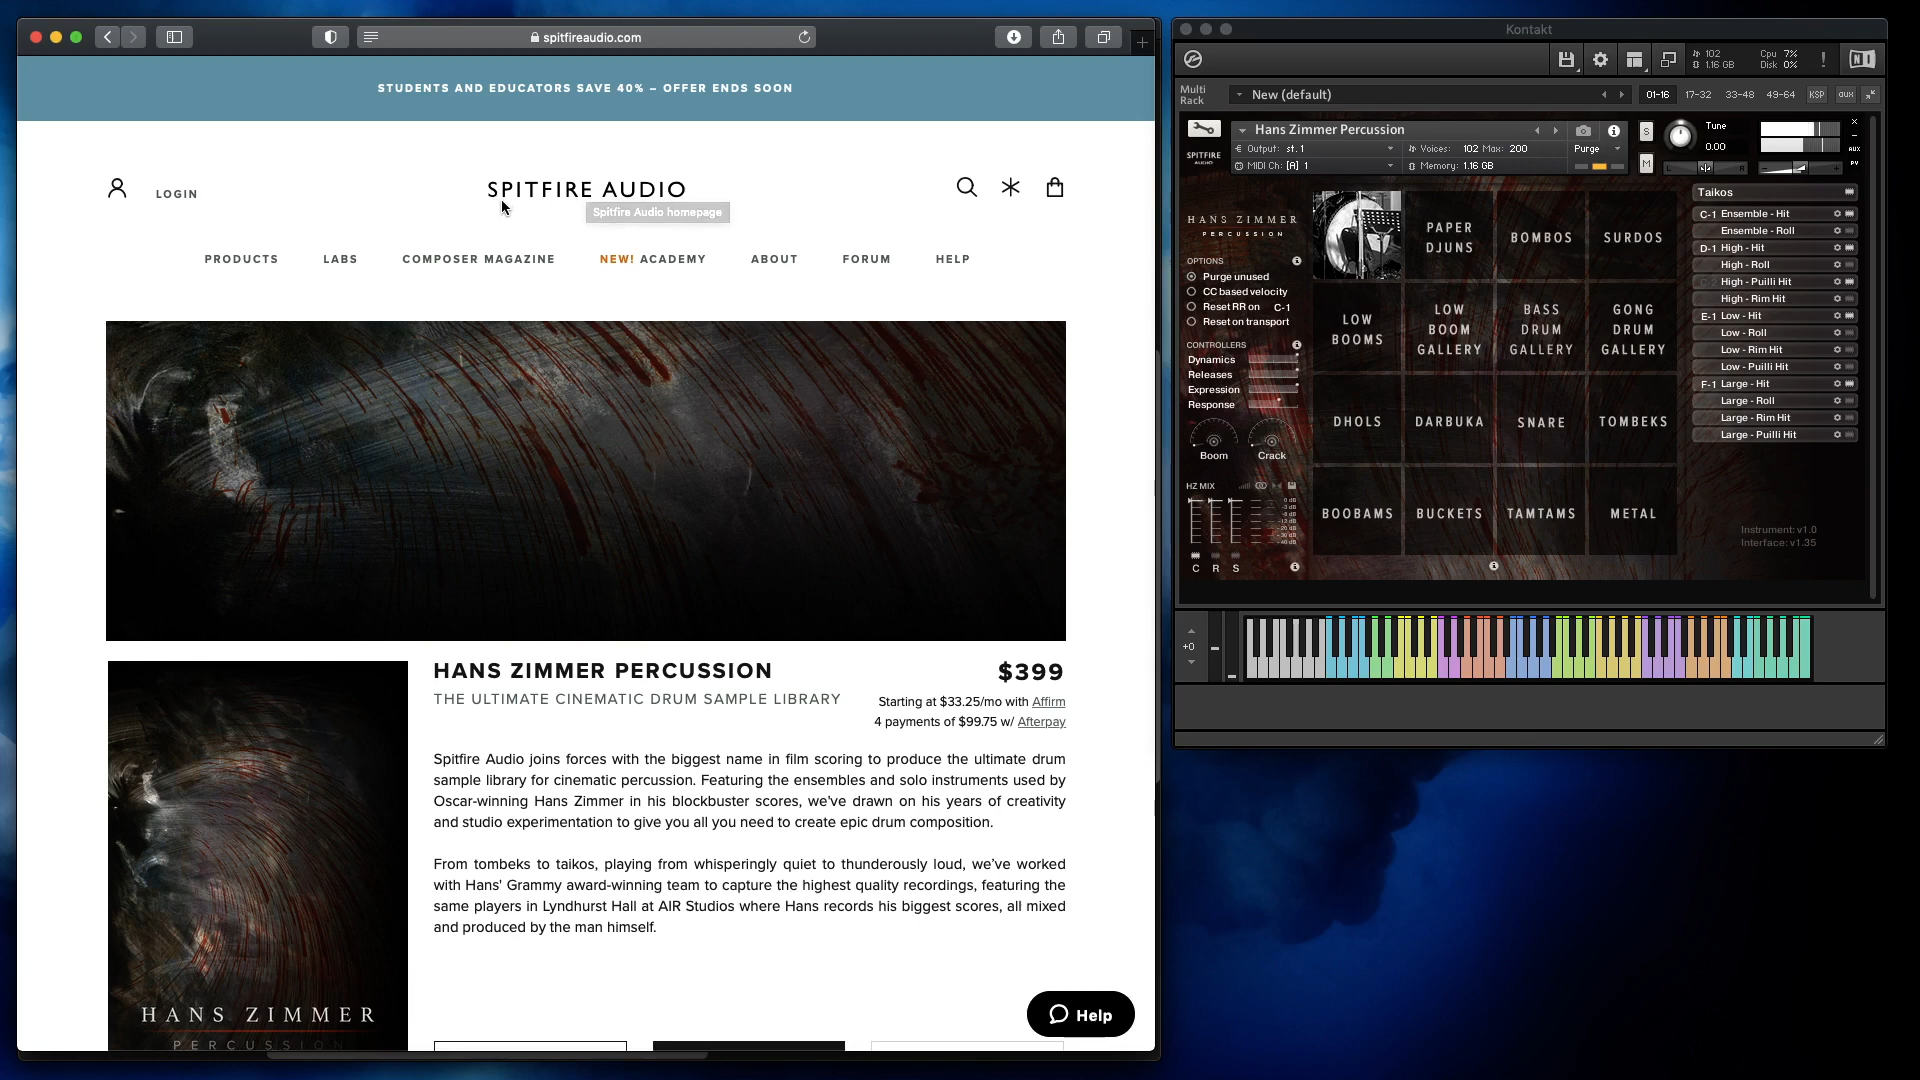 spitfireaudio.com
STUDENTS AND EDUCATORS SAVE 40% – OFFER ENDS SOON
LOGIN
SPITFIRE AUDIO
Spitfire Audio homepage
PRODUCTS LABS COMPOSER MAGAZINE NEW! ACADEMY ABOUT FORUM HELP
HANS ZIMMER PERCUSSION
$399
THE ULTIMATE CINEMATIC DRUM SAMPLE LIBRARY
Starting at $33.25/mo with Affirm
4 payments of $99.75 w/ Afterpay
Spitfire Audio joins forces with the biggest name in film scoring to produce the ultimate drum
sample library for cinematic percussion. Featuring the ensembles and solo instruments used by
Oscar-winning Hans Zimmer in his blockbuster scores, we've drawn on his years of creativity
and studio experimentation to give you all you need to create epic drum composition.
From tombeks to taikos, playing from whisperingly quiet to thunderously loud, we've worked
with Hans' Grammy award-winning team to capture the highest quality recordings, featuring the
same players in Lyndhurst Hall at AIR Studios where Hans records his biggest scores, all mixed
and produced by the man himself.
HANS ZIMMER
PERCUSSION
Help
Kontakt
102
1.16 GB
Cpu 7%
Disk 0%
!
Multi
Rack
New (default)
01-16 17-32 33-48 49-64 KSP aux
SPITFIRE
AUDIO
Hans Zimmer Percussion
Output: st. 1
Voices: 102 Max: 200
Purge
MIDI Ch: [A] 1
Memory: 1.16 GB
S
M
Tune
0.00
L R
AUX
PV
HANS ZIMMER
PERCUSSION
OPTIONS
Purge unused
CC based velocity
Reset RR on C-1
Reset on transport
CONTROLLERS
Dynamics
Releases
Expression
Response
Boom Crack
HZ MIX
C R S
PAPER
DJUNS
BOMBOS
SURDOS
LOW
BOOMS
LOW
BOOM
GALLERY
BASS
DRUM
GALLERY
GONG
DRUM
GALLERY
DHOLS
DARBUKA
SNARE
TOMBEKS
BOOBAMS
BUCKETS
TAMTAMS
METAL
Taikos
C-1 Ensemble - Hit
Ensemble - Roll
D-1 High - Hit
High - Roll
High - Puilli Hit
High - Rim Hit
E-1 Low - Hit
Low - Roll
Low - Rim Hit
Low - Puilli Hit
F-1 Large - Hit
Large - Roll
Large - Rim Hit
Large - Puilli Hit
Instrument: v1.0
Interface: v1.35
+0